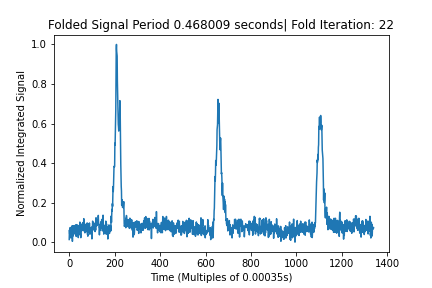 Folded Signal Period 0.468009 seconds| Fold Iteration: 22
Normalized Integrated Signal
1.0
0.8
0.6
0.4
0.2
0.0
0 200 400 600 800 1000 1200 1400
Time (Multiples of 0.00035s)